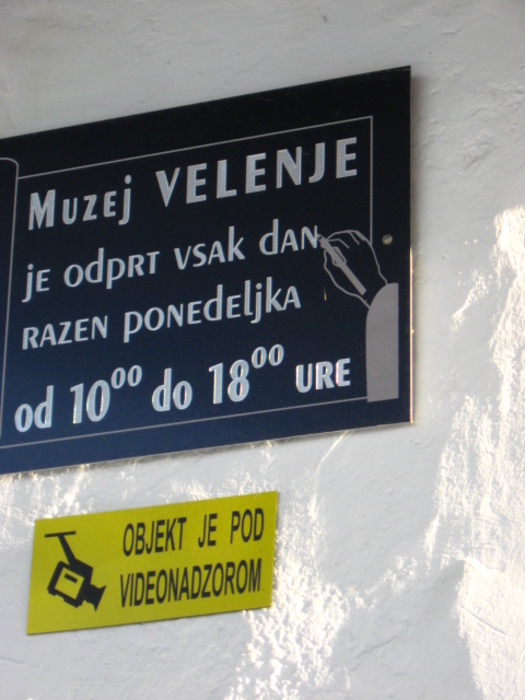 Muzej VELENJE
je odprt vsak dan
razen ponedeljka
od 10⁰⁰ do 18⁰⁰ ure
OBJEKT JE POD
VIDEONADZOROM